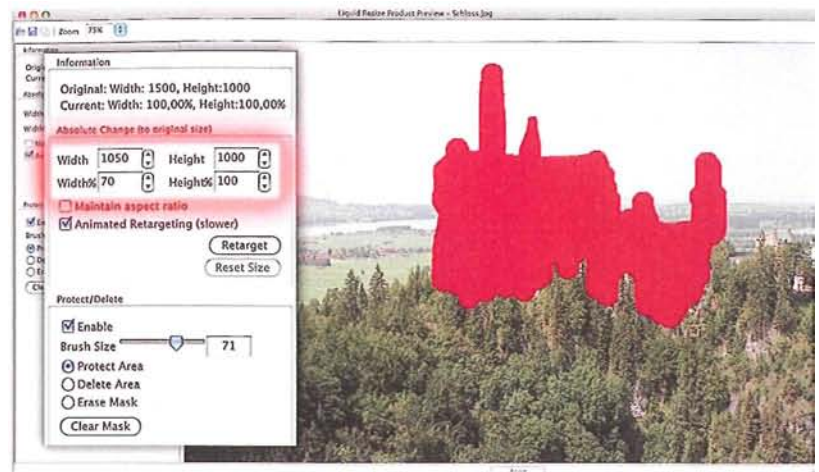 Liquid Resize Product Preview - Schloss.jpg
Zoom 75%
Information
Original: Width: 1500, Height:1000
Current: Width: 100,00%, Height:100,00%
Absolute Change (to original size)
Width 1050 Height 1000
Width% 70 Height% 100
Maintain aspect ratio
Animated Retargeting (slower)
Retarget
Reset Size
Protect/Delete
Enable
Brush Size 71
Protect Area
Delete Area
Erase Mask
Clear Mask